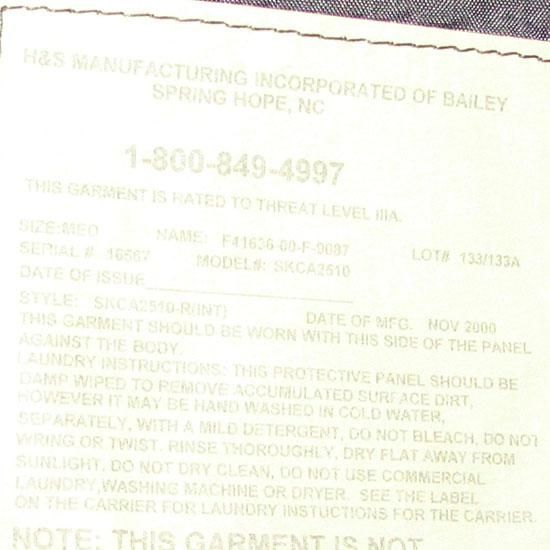 H&S MANUFACTURING INCORPORATED OF BAILEY
SPRING HOPE, NC
1-800-849-4997
THIS GARMENT IS RATED TO THREAT LEVEL IIIA.
SIZE:MED NAME: F41636-00-F-0087 LOT# 133/133A
SERIAL # 16567 MODEL#: SKCA2510
DATE OF ISSUE
STYLE: SKCA2510-R(INT) DATE OF MFG. NOV 2000
THIS GARMENT SHOULD BE WORN WITH THIS SIDE OF THE PANEL
AGAINST THE BODY.
LAUNDRY INSTRUCTIONS: THIS PROTECTIVE PANEL SHOULD BE
DAMP WIPED TO REMOVE ACCUMULATED SURFACE DIRT,
HOWEVER IT MAY BE HAND WASHED IN COLD WATER,
SEPARATELY, WITH A MILD DETERGENT, DO NOT BLEACH, DO NOT
WRING OR TWIST. RINSE THOROUGHLY, DRY FLAT AWAY FROM
SUNLIGHT, DO NOT DRY CLEAN, DO NOT USE COMMERCIAL
LAUNDRY,WASHING MACHINE OR DRYER. SEE THE LABEL
ON THE CARRIER FOR LAUNDRY INSTUCTIONS FOR THE CARRIER.
NOTE: THIS GARMENT IS NOT